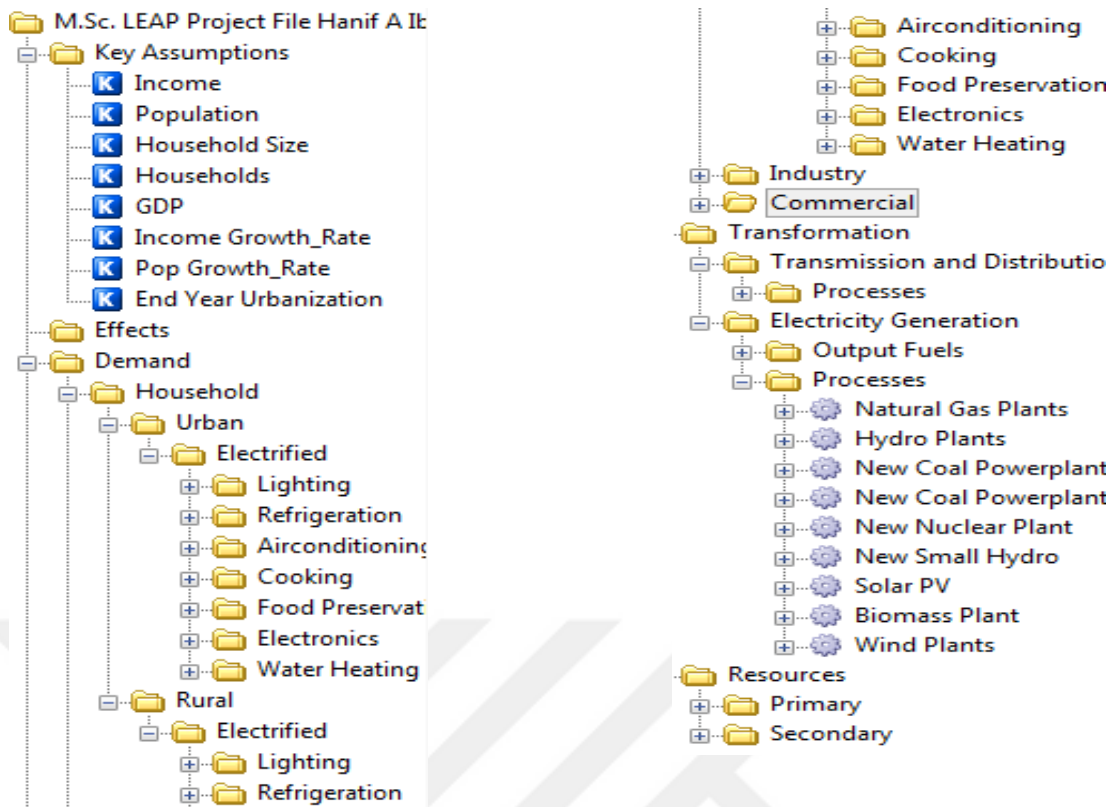 M.Sc. LEAP Project File Hanif A Ib
Key Assumptions
K Income
K Population
K Household Size
K Households
K GDP
K Income Growth_Rate
K Pop Growth_Rate
K End Year Urbanization
Effects
Demand
Household
Urban
Electrified
Lighting
Refrigeration
Airconditioning
Cooking
Food Preservat
Electronics
Water Heating
Rural
Electrified
Lighting
Refrigeration
Airconditioning
Cooking
Food Preservation
Electronics
Water Heating
Industry
Commercial
Transformation
Transmission and Distributio
Processes
Electricity Generation
Output Fuels
Processes
Natural Gas Plants
Hydro Plants
New Coal Powerplant
New Coal Powerplant
New Nuclear Plant
New Small Hydro
Solar PV
Biomass Plant
Wind Plants
Resources
Primary
Secondary